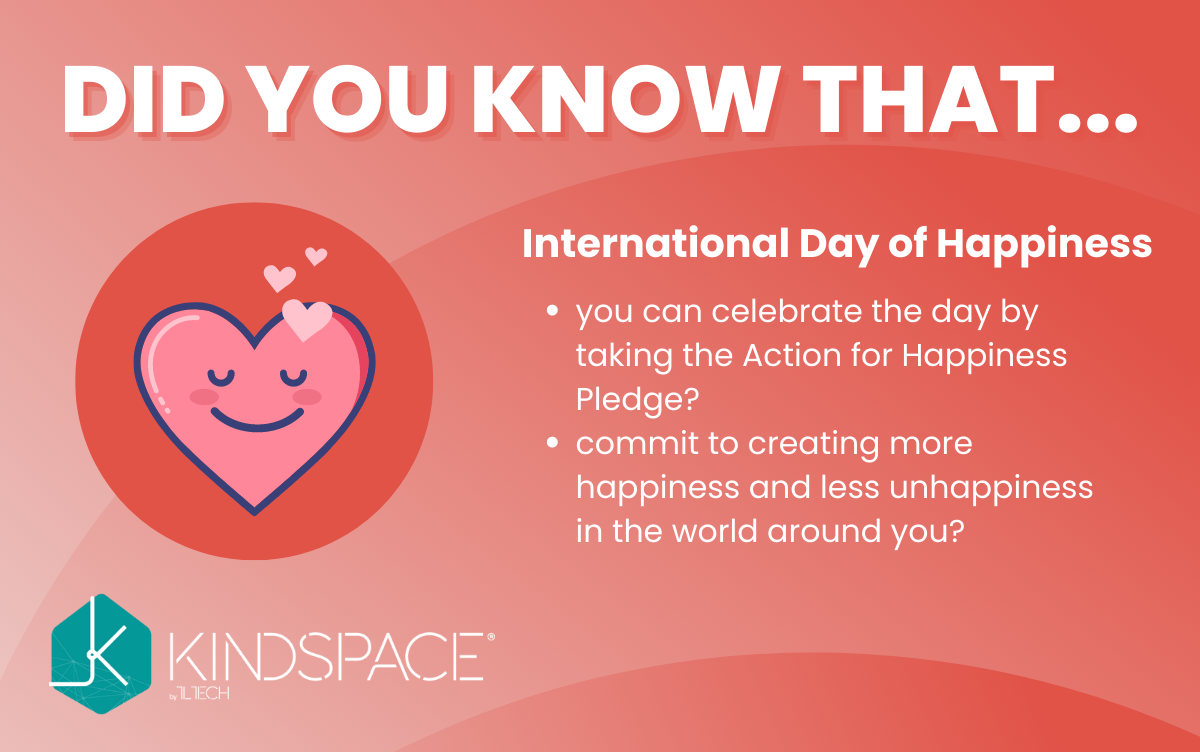 DID YOU KNOW THAT...
International Day of Happiness
• you can celebrate the day by
taking the Action for Happiness
Pledge?
• commit to creating more
happiness and less unhappiness
in the world around you?
KINDSPACE®
by TLTECH